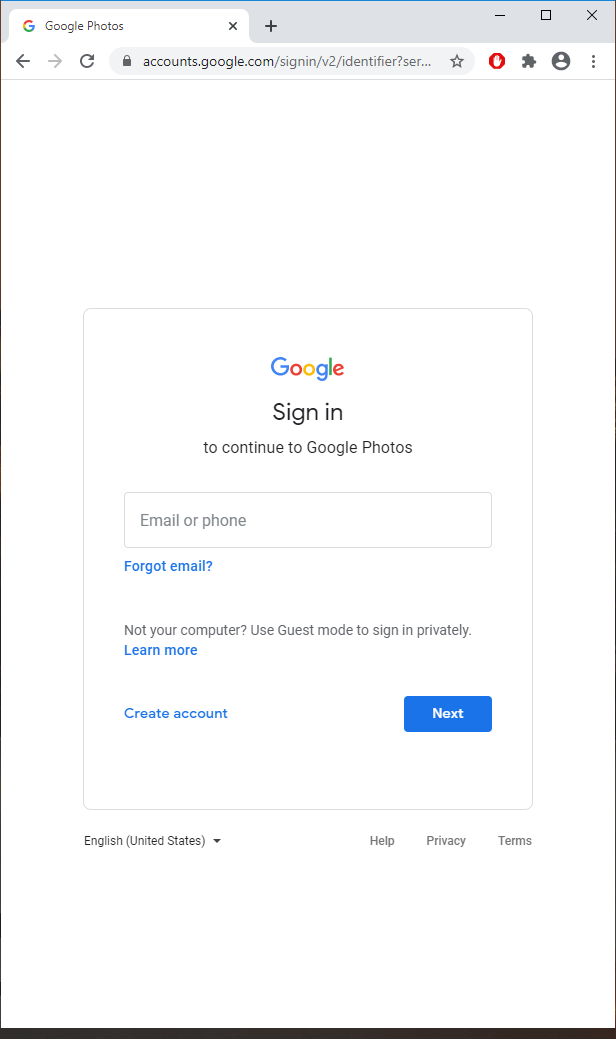 Google Photos
accounts.google.com/signin/v2/identifier?ser...
Google
Sign in
to continue to Google Photos
Email or phone
Forgot email?
Not your computer? Use Guest mode to sign in privately.
Learn more
Create account
Next
English (United States)
Help
Privacy
Terms